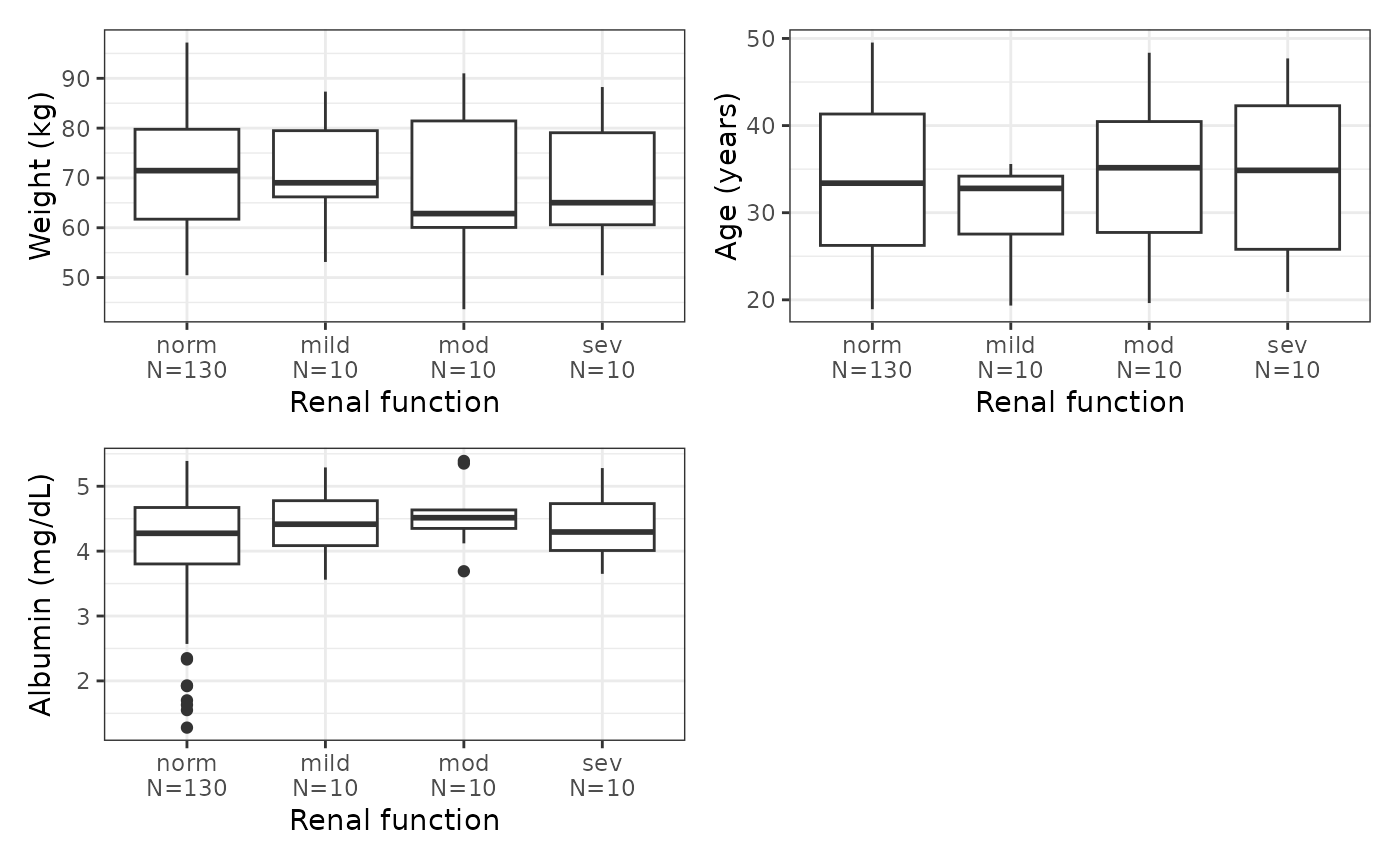 Weight (kg)
90
80
70
60
50
norm mild mod sev
N=130 N=10 N=10 N=10
Renal function
Age (years)
50
40
30
20
norm mild mod sev
N=130 N=10 N=10 N=10
Renal function
Albumin (mg/dL)
5
4
3
2
norm mild mod sev
N=130 N=10 N=10 N=10
Renal function